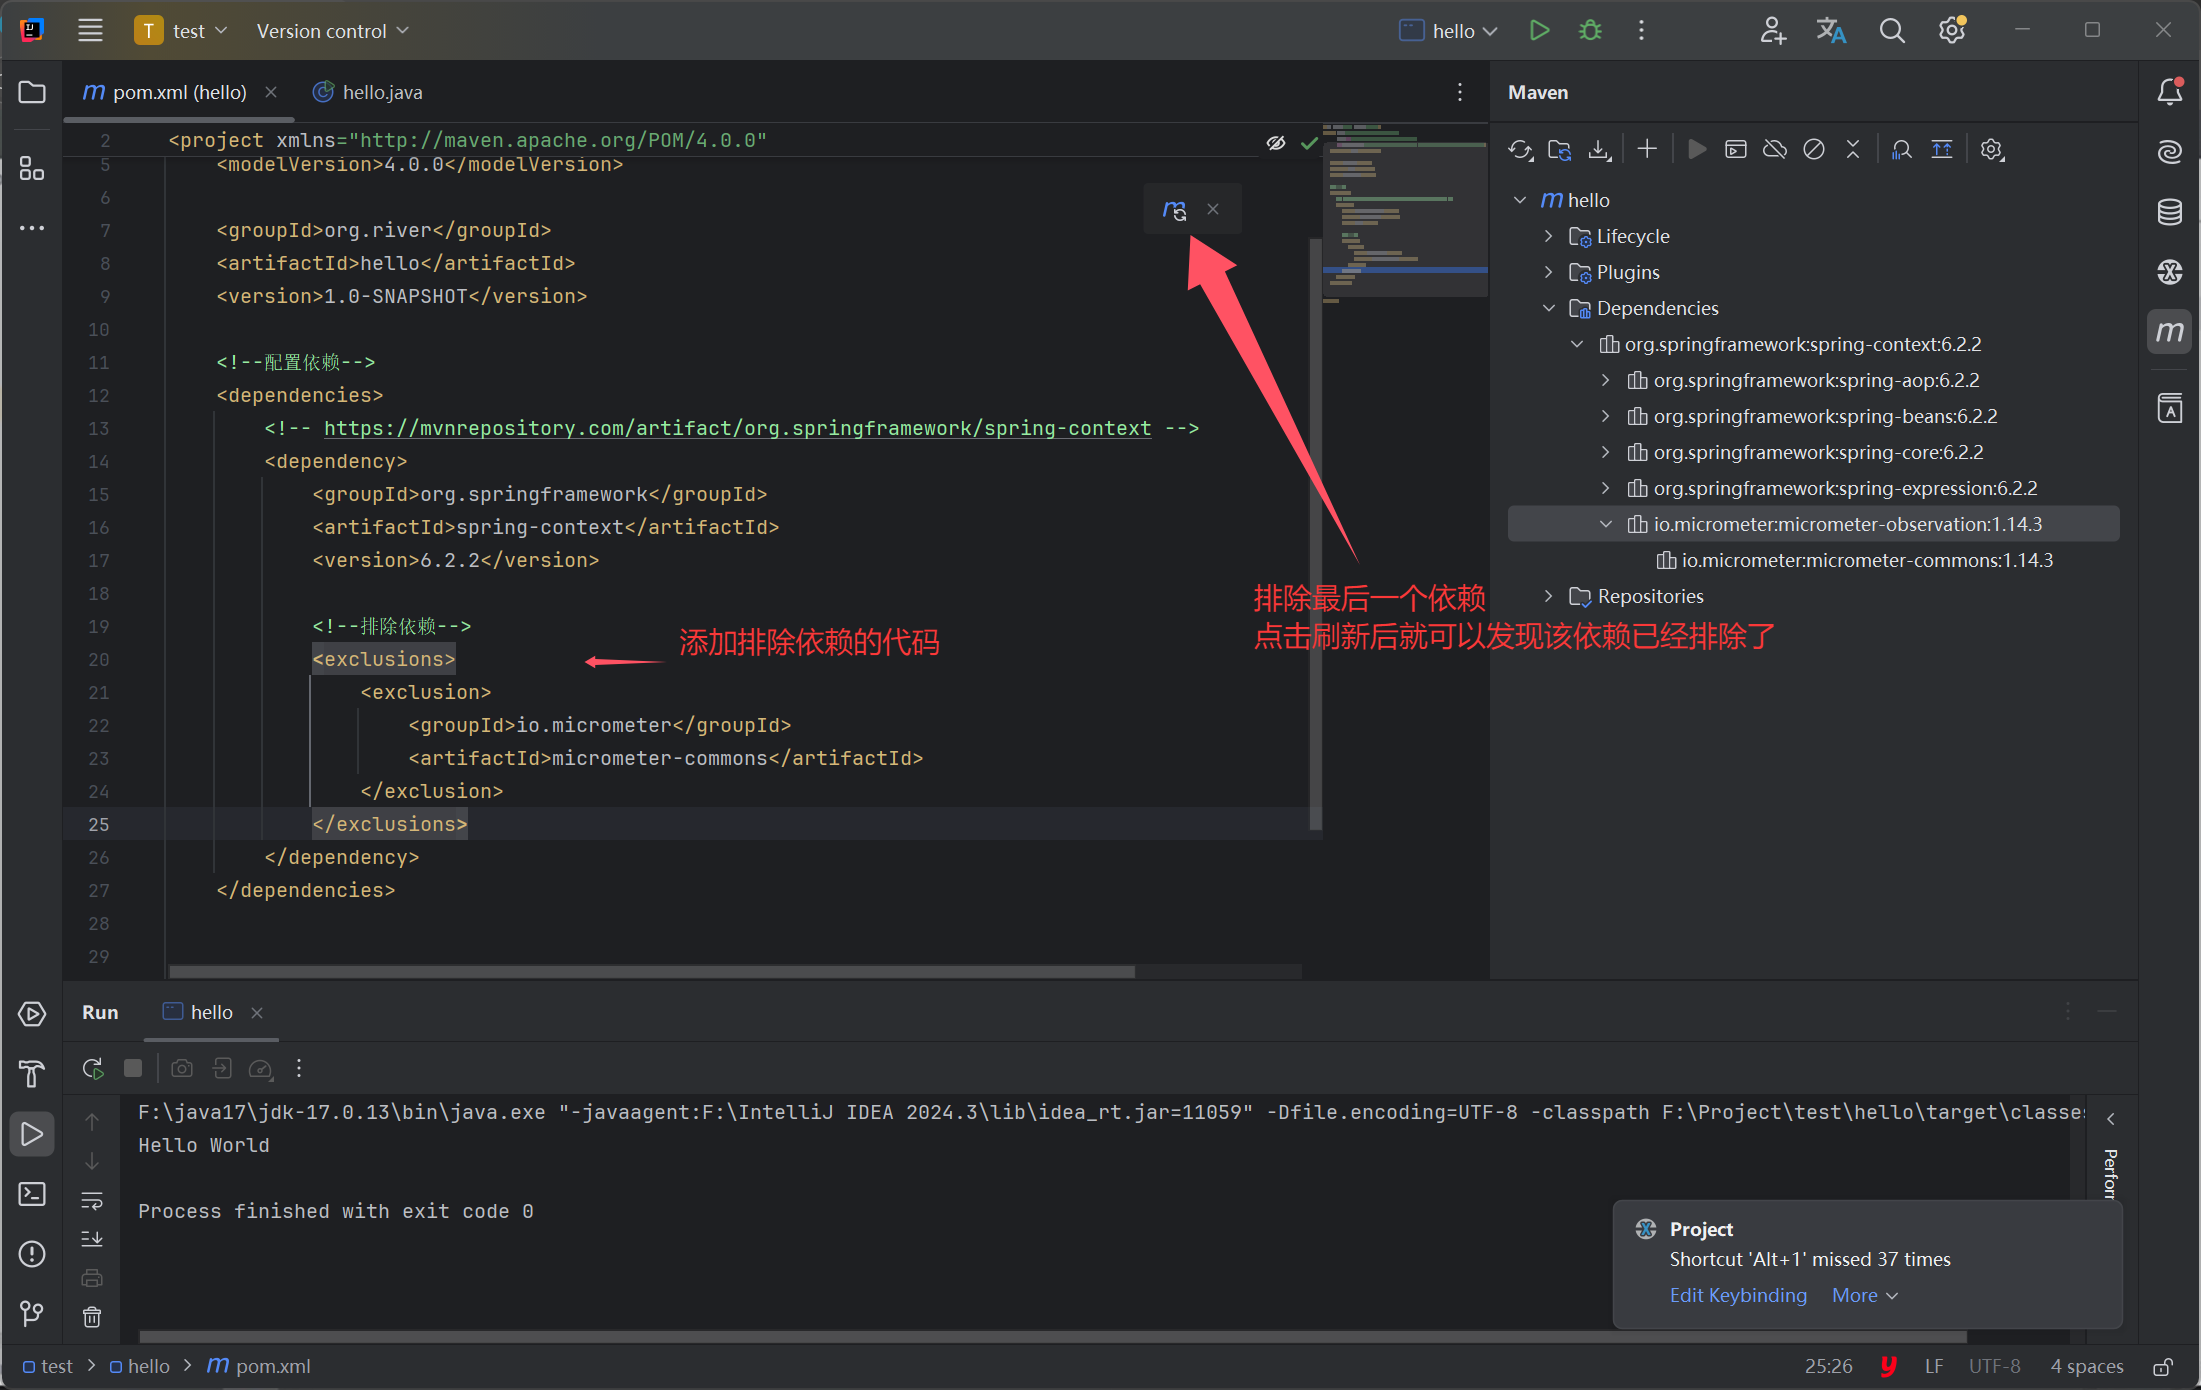 T test Version control hello
pom.xml (hello) hello.java
Maven
2 <project xmlns="http://maven.apache.org/POM/4.0.0"
5 <modelVersion>4.0.0</modelVersion>
6
7 <groupId>org.river</groupId>
8 <artifactId>hello</artifactId>
9 <version>1.0-SNAPSHOT</version>
10
11 <!--配置依赖-->
12 <dependencies>
13 <!-- https://mvnrepository.com/artifact/org.springframework/spring-context -->
14 <dependency>
15 <groupId>org.springframework</groupId>
16 <artifactId>spring-context</artifactId>
17 <version>6.2.2</version>
18
19 <!--排除依赖-->
20 <exclusions>
21 <exclusion>
22 <groupId>io.micrometer</groupId>
23 <artifactId>micrometer-commons</artifactId>
24 </exclusion>
25 </exclusions>
26 </dependency>
27 </dependencies>
28
29
添加排除依赖的代码
排除最后一个依赖
点击刷新后就可以发现该依赖已经排除了
hello
Lifecycle
Plugins
Dependencies
org.springframework:spring-context:6.2.2
org.springframework:spring-aop:6.2.2
org.springframework:spring-beans:6.2.2
org.springframework:spring-core:6.2.2
org.springframework:spring-expression:6.2.2
io.micrometer:micrometer-observation:1.14.3
io.micrometer:micrometer-commons:1.14.3
Repositories
Run hello
F:\java17\jdk-17.0.13\bin\java.exe "-javaagent:F:\IntelliJ IDEA 2024.3\lib\idea_rt.jar=11059" -Dfile.encoding=UTF-8 -classpath F:\Project\test\hello\target\classes
Hello World
Process finished with exit code 0
Perfor
Project
Shortcut 'Alt+1' missed 37 times
Edit Keybinding More
test > hello > pom.xml
25:26 LF UTF-8 4 spaces